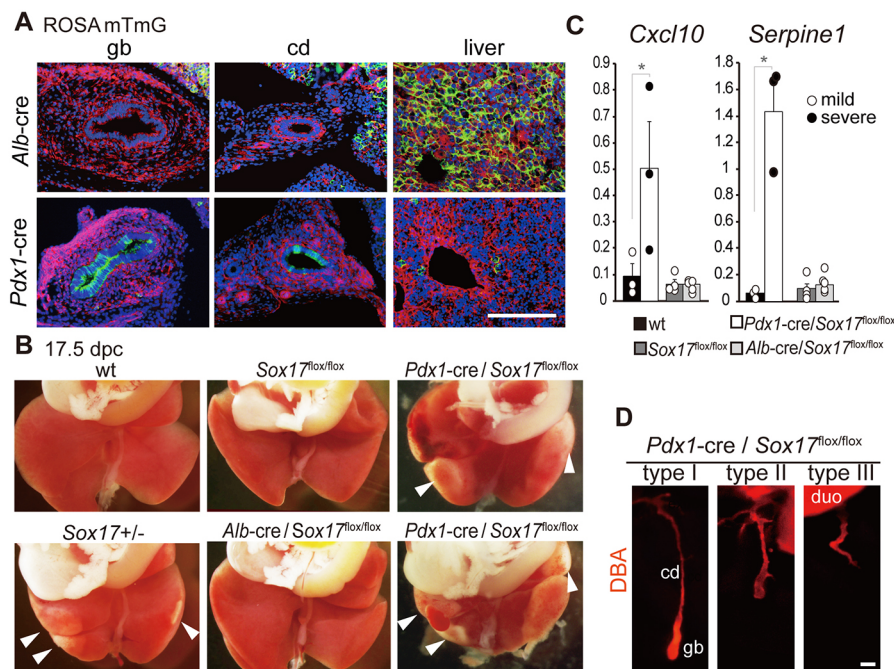 A ROSA mTmG
gb cd liver
Alb-cre
Pdx1-cre
B 17.5 dpc
wt Sox17flox/flox Pdx1-cre / Sox17flox/flox
Sox17+/- Alb-cre / Sox17flox/flox Pdx1-cre / Sox17flox/flox
C Cxcl10 Serpine1
0.9
0.8
0.7
0.6
0.5
0.4
0.3
0.2
0.1
0
*
1.8
1.6
1.4
1.2
1.0
0.8
0.6
0.4
0.2
0
*
mild
severe
wt Pdx1-cre/Sox17flox/flox
Sox17flox/flox Alb-cre/Sox17flox/flox
D Pdx1-cre / Sox17flox/flox
type I type II type III
DBA
duo
cd
gb